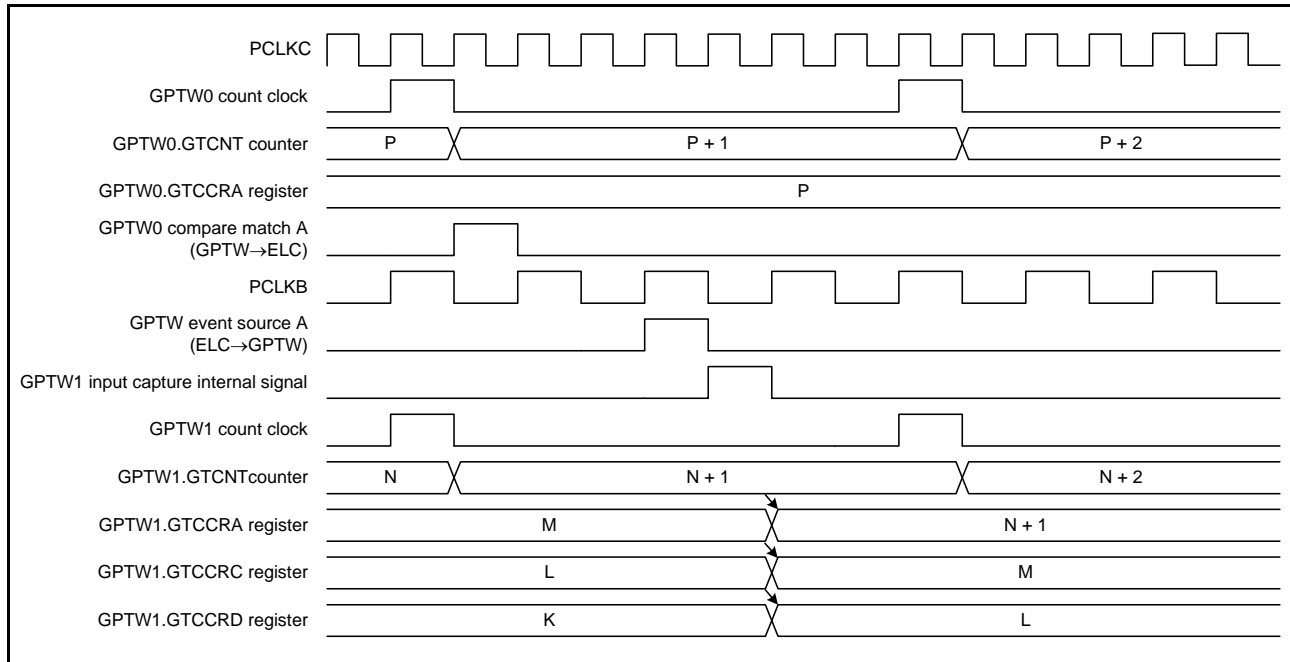 PCLKC
GPTW0 count clock
GPTW0.GTCNT counter
P
P + 1
P + 2
GPTW0.GTCCRA register
P
GPTW0 compare match A
(GPTW→ELC)
PCLKB
GPTW event source A
(ELC→GPTW)
GPTW1 input capture internal signal
GPTW1 count clock
GPTW1.GTCNTcounter
N
N + 1
N + 2
GPTW1.GTCCRA register
M
N + 1
GPTW1.GTCCRC register
L
M
GPTW1.GTCCRD register
K
L